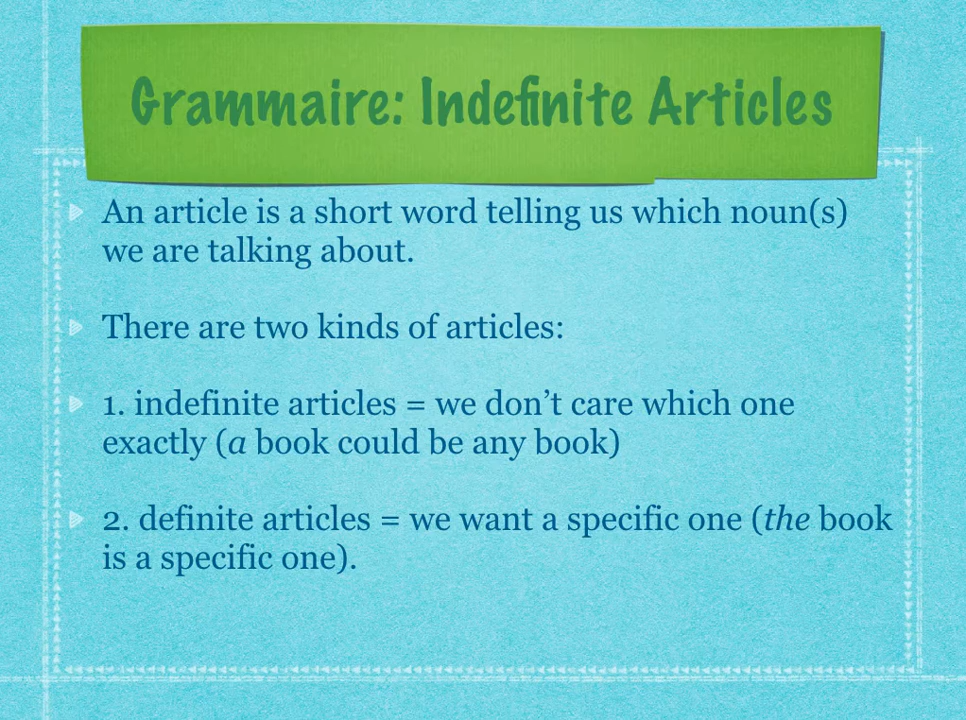 Grammaire: Indefinite Articles
An article is a short word telling us which noun(s)
we are talking about.
There are two kinds of articles:
1. indefinite articles = we don’t care which one
exactly (a book could be any book)
2. definite articles = we want a specific one (the book
is a specific one).